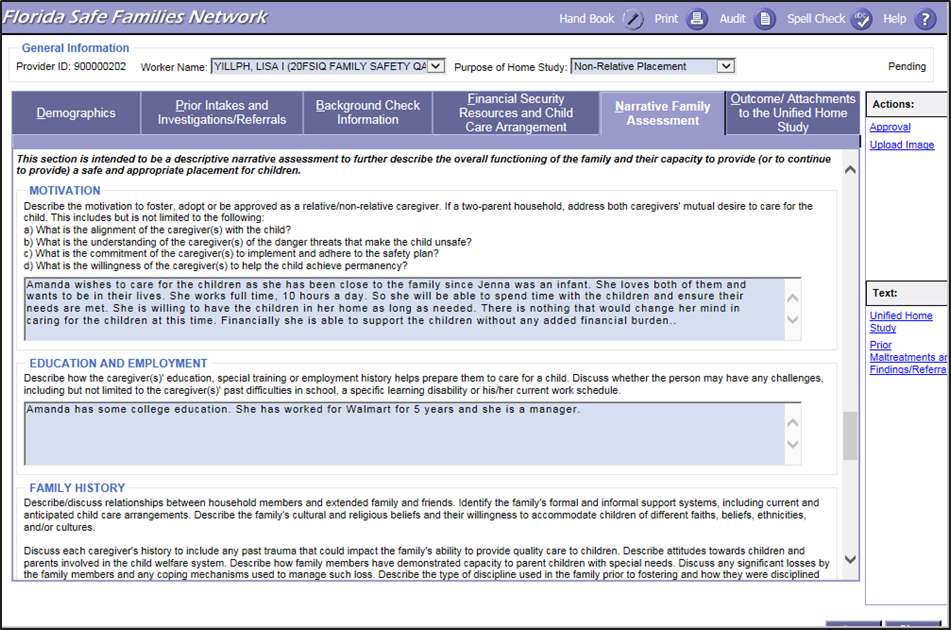 Florida Safe Families Network
Hand Book Print Audit Spell Check Help
General Information
Provider ID: 900000202 Worker Name: YILLPH, LISA I (20FSIQ FAMILY SAFETY QA Purpose of Home Study: Non-Relative Placement Pending
Demographics
Prior Intakes and
Investigations/Referrals
Background Check
Information
Financial Security
Resources and Child
Care Arrangement
Narrative Family
Assessment
Outcome/ Attachments
to the Unified Home
Study
Actions:
Approval
Upload Image
This section is intended to be a descriptive narrative assessment to further describe the overall functioning of the family and their capacity to provide (or to continue
to provide) a safe and appropriate placement for children.
MOTIVATION
Describe the motivation to foster, adopt or be approved as a relative/non-relative caregiver. If a two-parent household, address both caregivers' mutual desire to care for the
child. This includes but is not limited to the following:
a) What is the alignment of the caregiver(s) with the child?
b) What is the understanding of the caregiver(s) of the danger threats that make the child unsafe?
c) What is the commitment of the caregiver(s) to implement and adhere to the safety plan?
d) What is the willingness of the caregiver(s) to help the child achieve permanency?
Amanda wishes to care for the children as she has been close to the family since Jenna was an infant. She loves both of them and
wants to be in their lives. She works full time, 10 hours a day. So she will be able to spend time with the children and ensure their
needs are met. She is willing to have the children in her home as long as needed. There is nothing that would change her mind in
caring for the children at this time. Financially she is able to support the children without any added financial burden..
Text:
Unified Home
Study
Prior
Maltreatments ar
Findings/Referra
EDUCATION AND EMPLOYMENT
Describe how the caregiver(s)' education, special training or employment history helps prepare them to care for a child. Discuss whether the person may have any challenges,
including but not limited to the caregiver(s)' past difficulties in school, a specific learning disability or his/her current work schedule.
Amanda has some college education. She has worked for Walmart for 5 years and she is a manager.
FAMILY HISTORY
Describe/discuss relationships between household members and extended family and friends. Identify the family's formal and informal support systems, including current and
anticipated child care arrangements. Describe the family's cultural and religious beliefs and their willingness to accommodate children of different faiths, beliefs, ethnicities,
and/or cultures.
Discuss each caregiver's history to include any past trauma that could impact the family's ability to provide quality care to children. Describe attitudes towards children and
parents involved in the child welfare system. Describe how family members have demonstrated capacity to parent children with special needs. Discuss any significant losses by
the family members and any coping mechanisms used to manage such loss. Describe the type of discipline used in the family prior to fostering and how they were disciplined